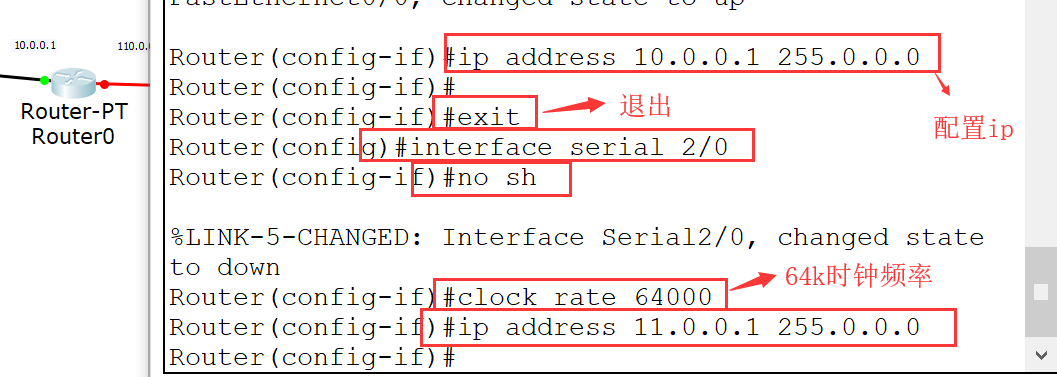 10.0.0.1
110.0.
Router-PT
Router0
FastEthernet0/0, changed state to up
Router(config-if)#ip address 10.0.0.1 255.0.0.0
Router(config-if)#
Router(config-if)#exit
退出
配置ip
Router(config)#interface serial 2/0
Router(config-if)#no sh
%LINK-5-CHANGED: Interface Serial2/0, changed state
to down
64k时钟频率
Router(config-if)#clock rate 64000
Router(config-if)#ip address 11.0.0.1 255.0.0.0
Router(config-if)#